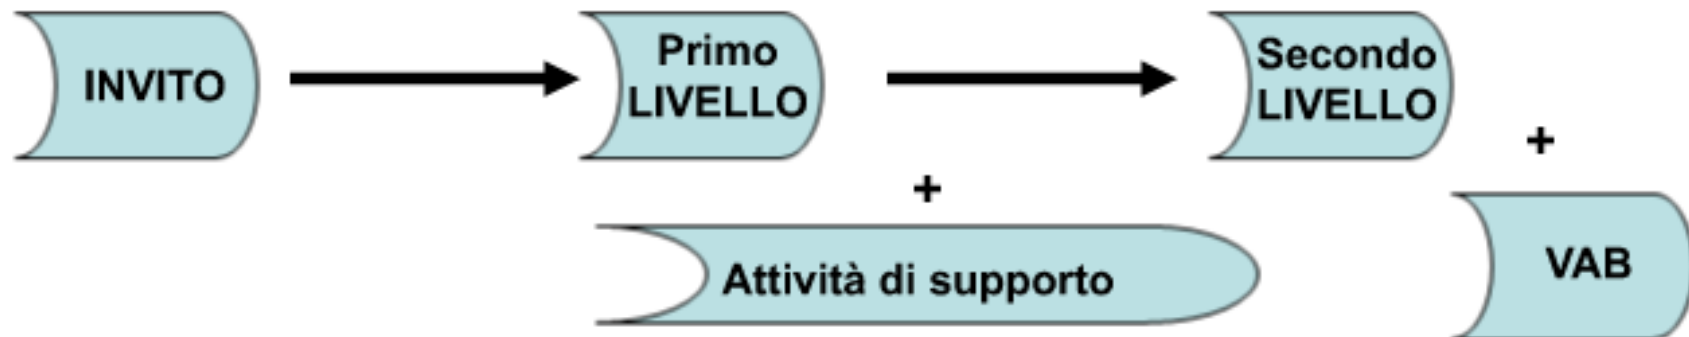 INVITO
Primo
LIVELLO
Secondo
LIVELLO
+
+
Attività di supporto
VAB